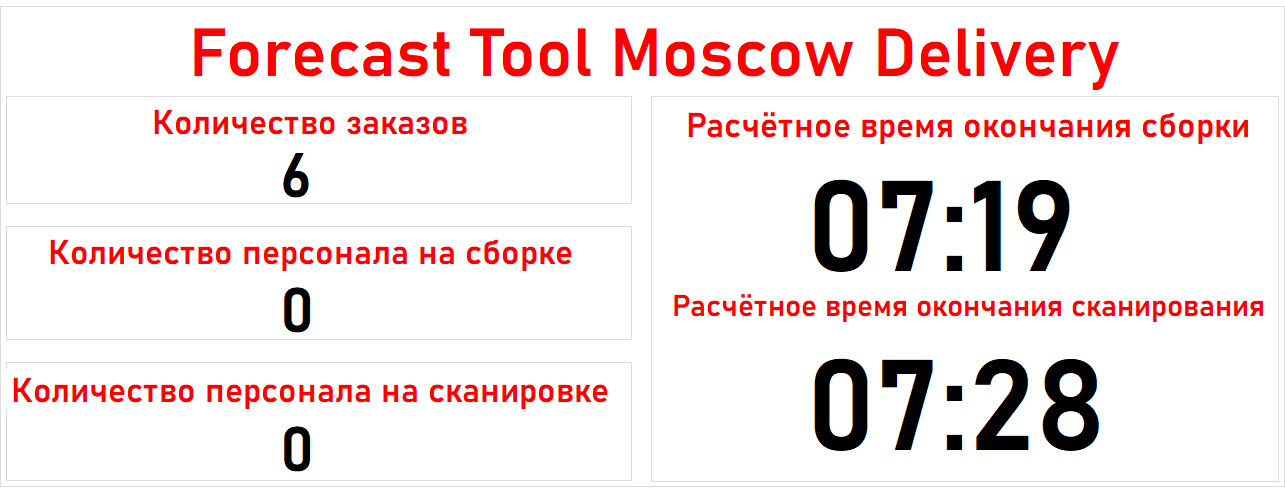 Forecast Tool Moscow Delivery
Количество заказов
6
Количество персонала на сборке
0
Количество персонала на сканировке
0
Расчётное время окончания сборки
07:19
Расчётное время окончания сканирования
07:28